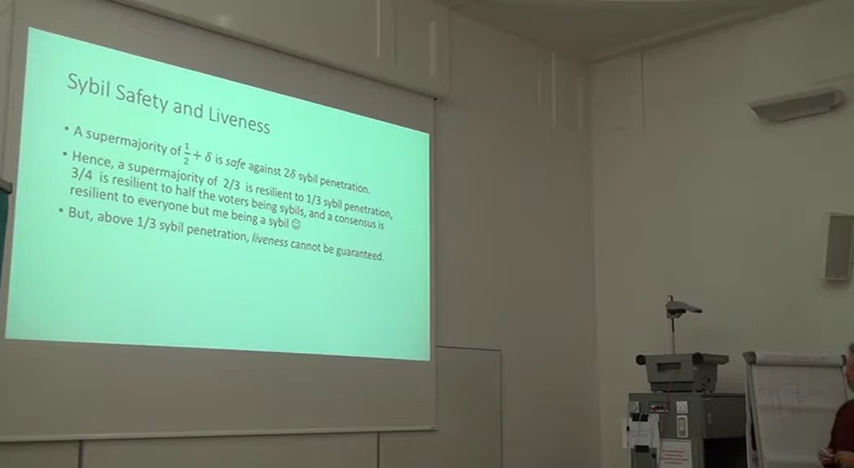 Sybil Safety and Liveness
• A supermajority of 1/2 + δ is safe against 2δ sybil penetration.
• Hence, a supermajority of 2/3 is resilient to 1/3 sybil penetration,
3/4 is resilient to half the voters being sybils, and a consensus is
resilient to everyone but me being a sybil ☺
• But, above 1/3 sybil penetration, liveness cannot be guaranteed.